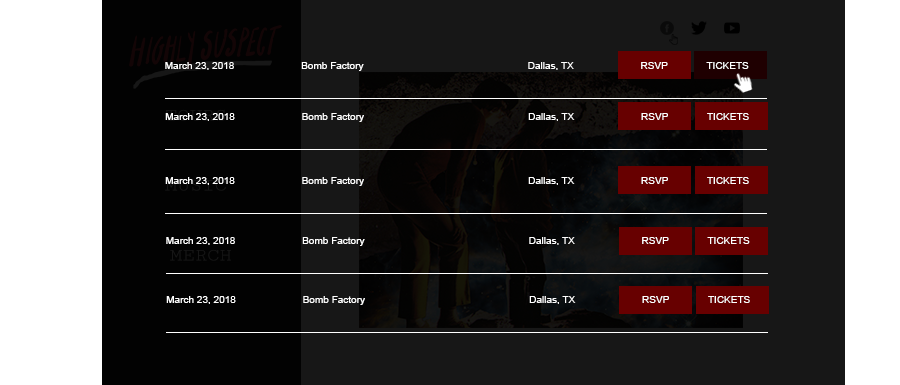 HIGHLY SUSPECT
March 23, 2018 Bomb Factory Dallas, TX RSVP TICKETS
March 23, 2018 Bomb Factory Dallas, TX RSVP TICKETS
March 23, 2018 Bomb Factory Dallas, TX RSVP TICKETS
March 23, 2018 Bomb Factory Dallas, TX RSVP TICKETS
MERCH
March 23, 2018 Bomb Factory Dallas, TX RSVP TICKETS